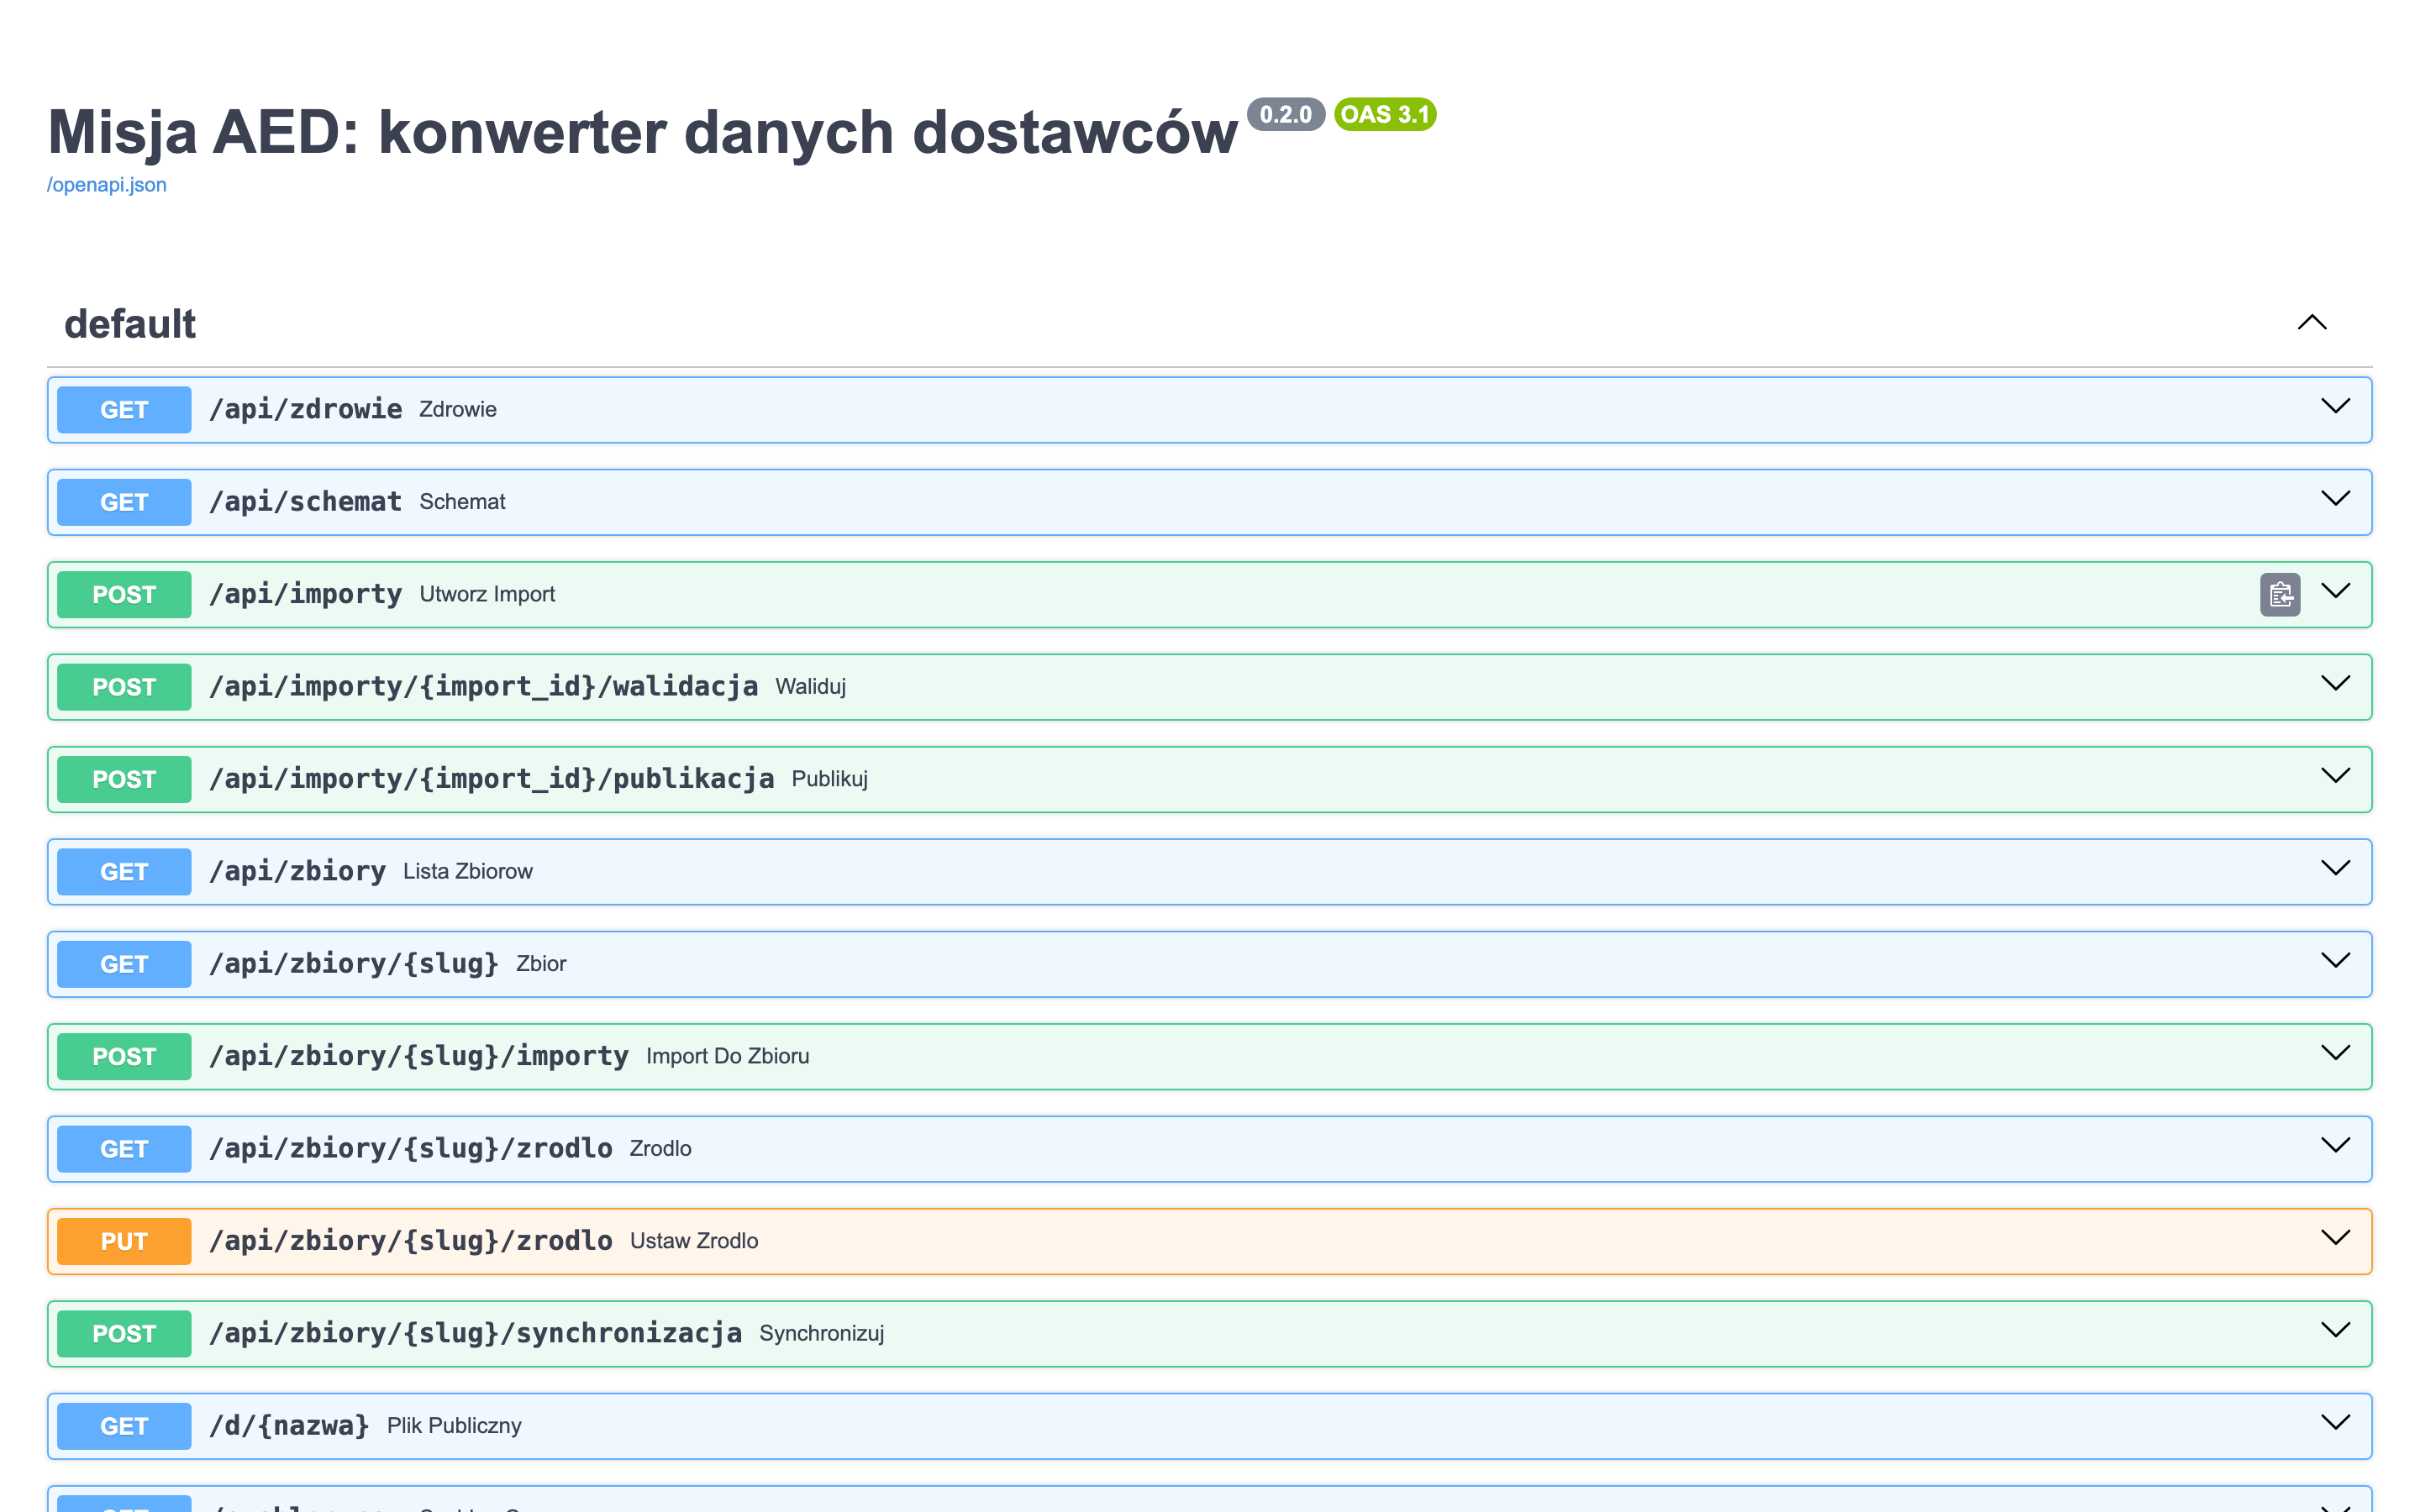 Misja AED: konwerter danych dostawców 0.2.0 OAS 3.1
/openapi.json
default
GET /api/zdrowie Zdrowie
GET /api/schemat Schemat
POST /api/importy Utworz Import
POST /api/importy/{import_id}/walidacja Waliduj
POST /api/importy/{import_id}/publikacja Publikuj
GET /api/zbiory Lista Zbiorow
GET /api/zbiory/{slug} Zbior
POST /api/zbiory/{slug}/importy Import Do Zbioru
GET /api/zbiory/{slug}/zrodlo Zrodlo
PUT /api/zbiory/{slug}/zrodlo Ustaw Zrodlo
POST /api/zbiory/{slug}/synchronizacja Synchronizuj
GET /d/{nazwa} Plik Publiczny
GET